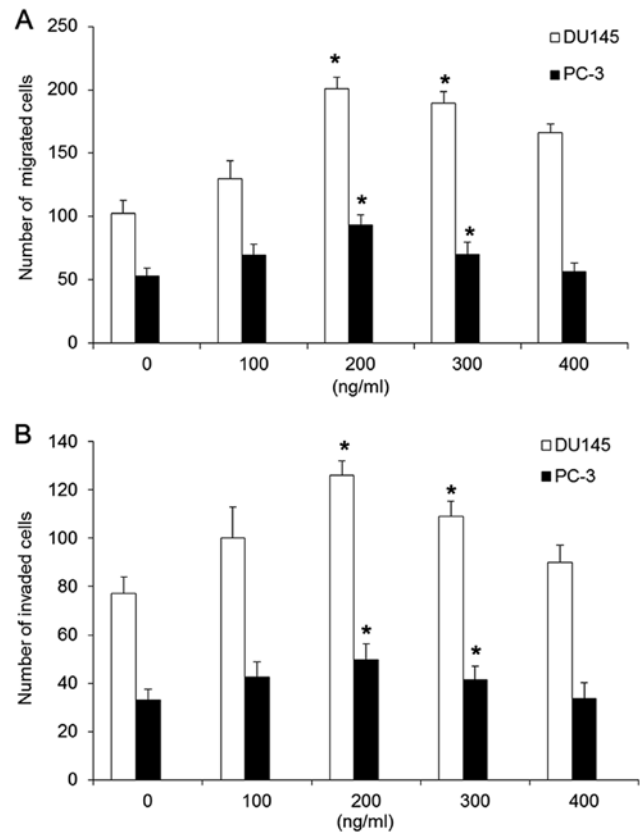 A
250
200
150
100
50
0
Number of migrated cells
DU145
PC-3
* *
* *
0 100 200 300 400
(ng/ml)
B
140
120
100
80
60
40
20
0
Number of invaded cells
DU145
PC-3
* *
* *
0 100 200 300 400
(ng/ml)